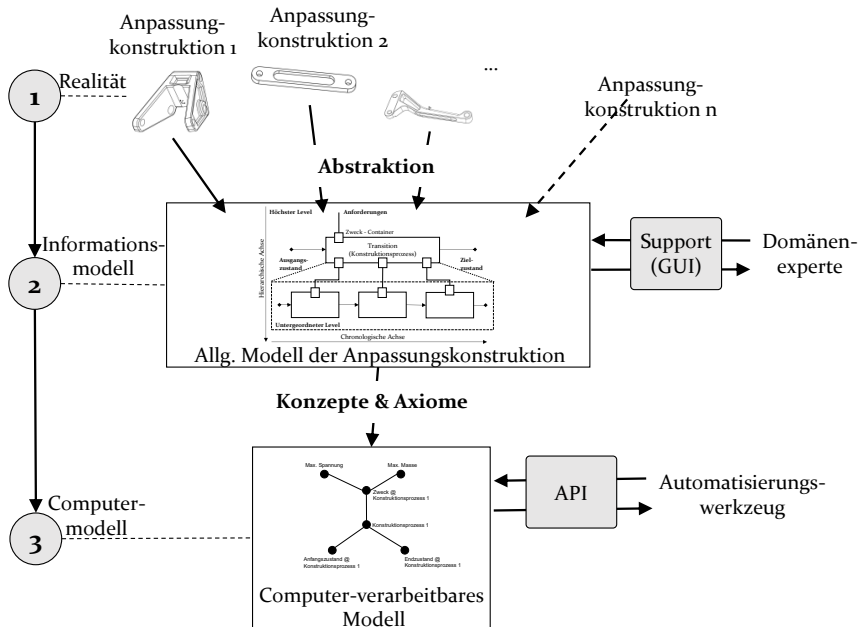 Anpassung-
konstruktion 1
Anpassung-
konstruktion 2
...
Anpassung-
konstruktion n
1
Realität
Abstraktion
Höchster Level
Anforderungen
Zweck - Container
Transition
(Konstruktionsprozess)
Ausgangs-
zustand
Ziel-
zustand
Hierarchische Achse
Untergeordneter Level
Chronologische Achse
Allg. Modell der Anpassungskonstruktion
Informations-
modell
2
Support
(GUI)
Domänen-
experte
Konzepte & Axiome
Max. Spannung
Max. Masse
Zweck @
Konstruktionsprozess 1
Konstruktionsprozess 1
Anfangszustand @
Konstruktionsprozess 1
Endzustand @
Konstruktionsprozess 1
Computer-verarbeitbares
Modell
Computer-
modell
3
API
Automatisierungs-
werkzeug